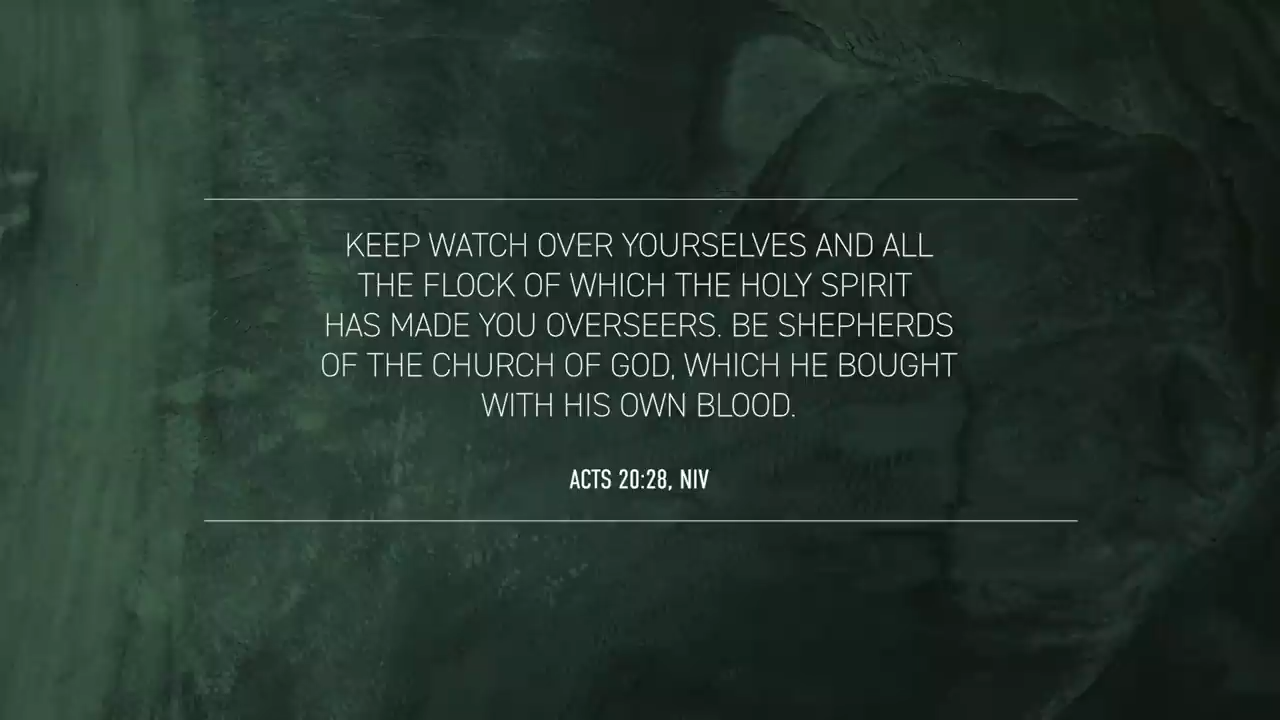 KEEP WATCH OVER YOURSELVES AND ALL
THE FLOCK OF WHICH THE HOLY SPIRIT
HAS MADE YOU OVERSEERS. BE SHEPHERDS
OF THE CHURCH OF GOD, WHICH HE BOUGHT
WITH HIS OWN BLOOD.
ACTS 20:28, NIV